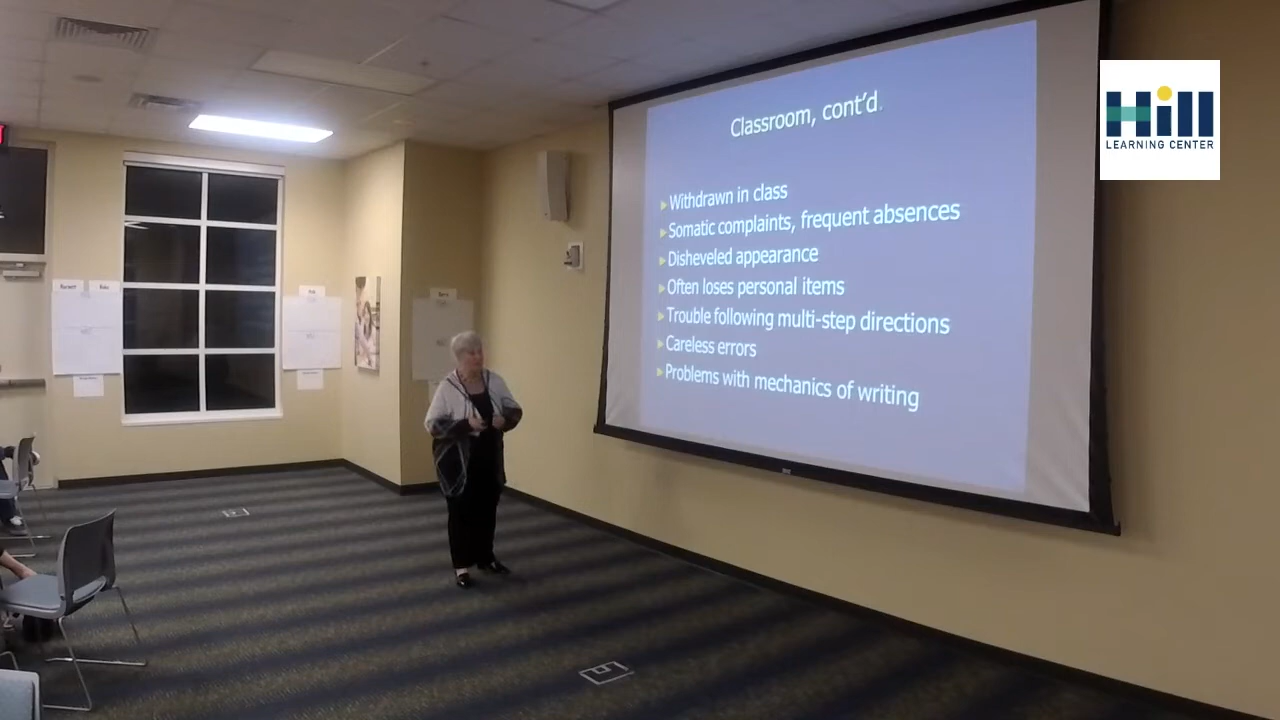 Classroom, cont'd.
Withdrawn in class
Somatic complaints, frequent absences
Disheveled appearance
Often loses personal items
Trouble following multi-step directions
Careless errors
Problems with mechanics of writing
Hill
LEARNING CENTER